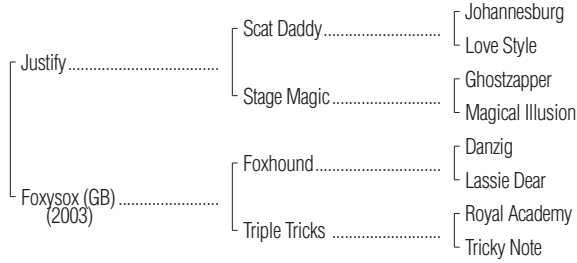 Johannesburg
Scat Daddy
Love Style
Justify
Ghostzapper
Stage Magic
Magical Illusion
Danzig
Foxhound
Lassie Dear
Foxysox (GB)
(2003)
Royal Academy
Triple Tricks
Tricky Note